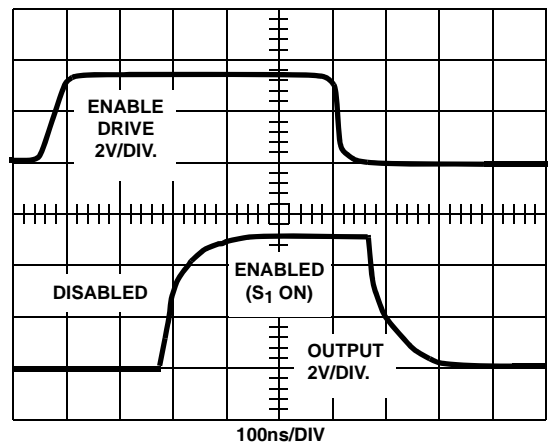 ENABLE
DRIVE
2V/DIV.
DISABLED
ENABLED
(S1 ON)
OUTPUT
2V/DIV.
100ns/DIV